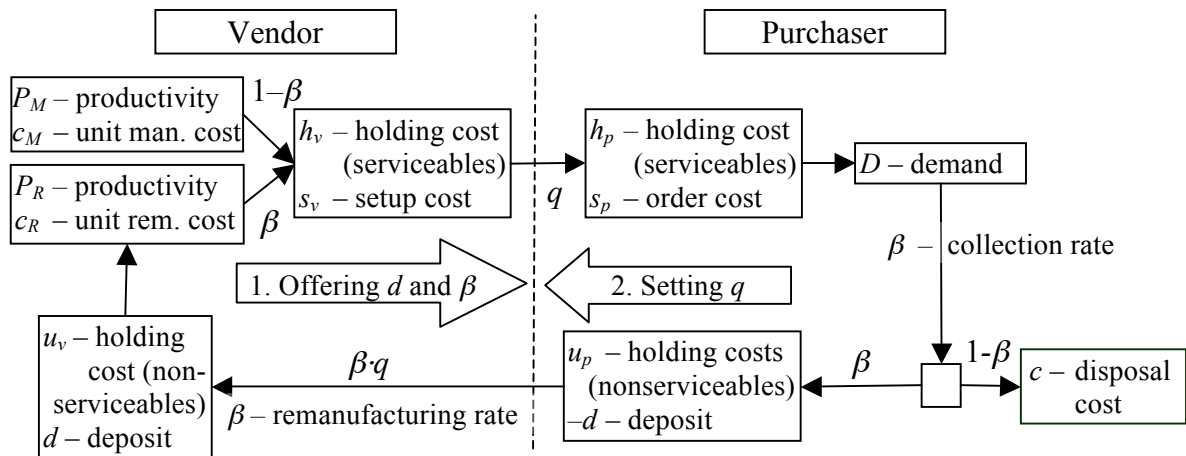 Vendor
Purchaser
P_M – productivity
c_M – unit man. cost
1–β
P_R – productivity
c_R – unit rem. cost
β
h_v – holding cost
(serviceables)
s_v – setup cost
q
h_p – holding cost
(serviceables)
s_p – order cost
D – demand
β – collection rate
1. Offering d and β
2. Setting q
u_v – holding
cost (non-
serviceables)
d – deposit
β·q
β – remanufacturing rate
u_p – holding costs
(nonserviceables)
–d – deposit
β
1-β
c – disposal
cost